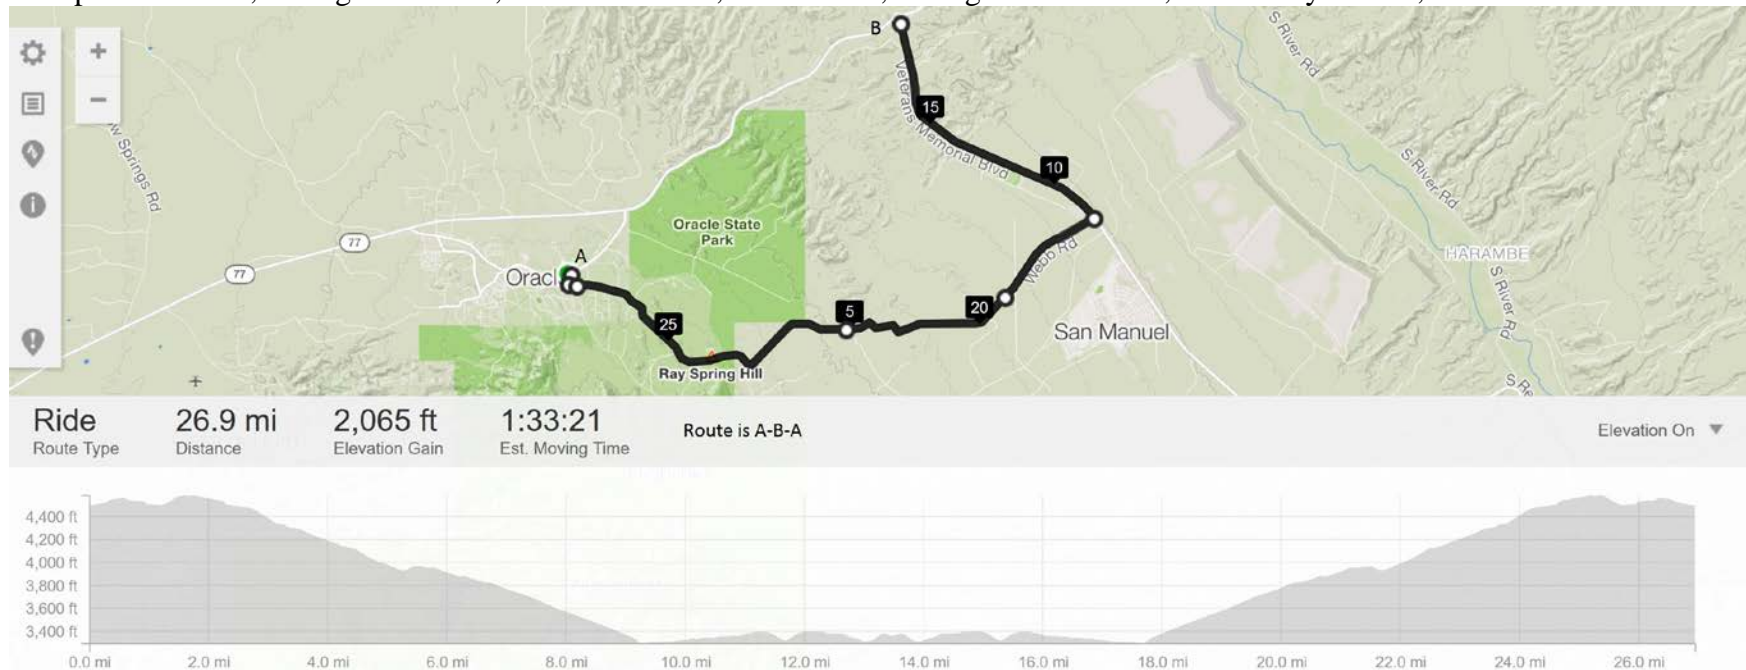 B
S River Rd
15
Veterans Memorial Blvd
10
S River Rd
S River Rd
w Springs Rd
77
77
Oracle State
Park
A
Oracl
HARAMBE
Webb Rd
S River Rd
25
5
20
San Manuel
Ray Spring Hill
S Re
Ride
26.9 mi
2,065 ft
1:33:21
Route is A-B-A
Elevation On
Route Type
Distance
Elevation Gain
Est. Moving Time
4,400 ft
4,200 ft
4,000 ft
3,800 ft
3,600 ft
3,400 ft
0.0 mi 2.0 mi 4.0 mi 6.0 mi 8.0 mi 10.0 mi 12.0 mi 14.0 mi 16.0 mi 18.0 mi 20.0 mi 22.0 mi 24.0 mi 26.0 mi